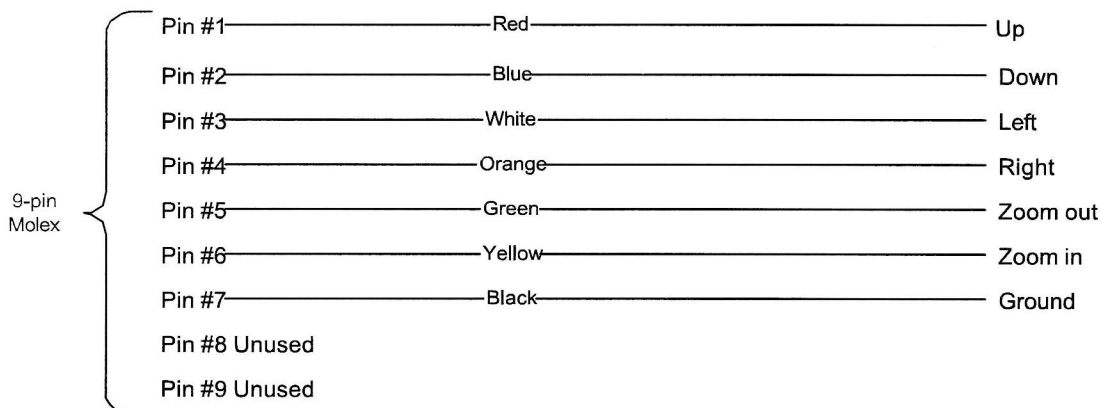 Pin #1 Red Up
Pin #2 Blue Down
Pin #3 White Left
Pin #4 Orange Right
9-pin
Molex
Pin #5 Green Zoom out
Pin #6 Yellow Zoom in
Pin #7 Black Ground
Pin #8 Unused
Pin #9 Unused